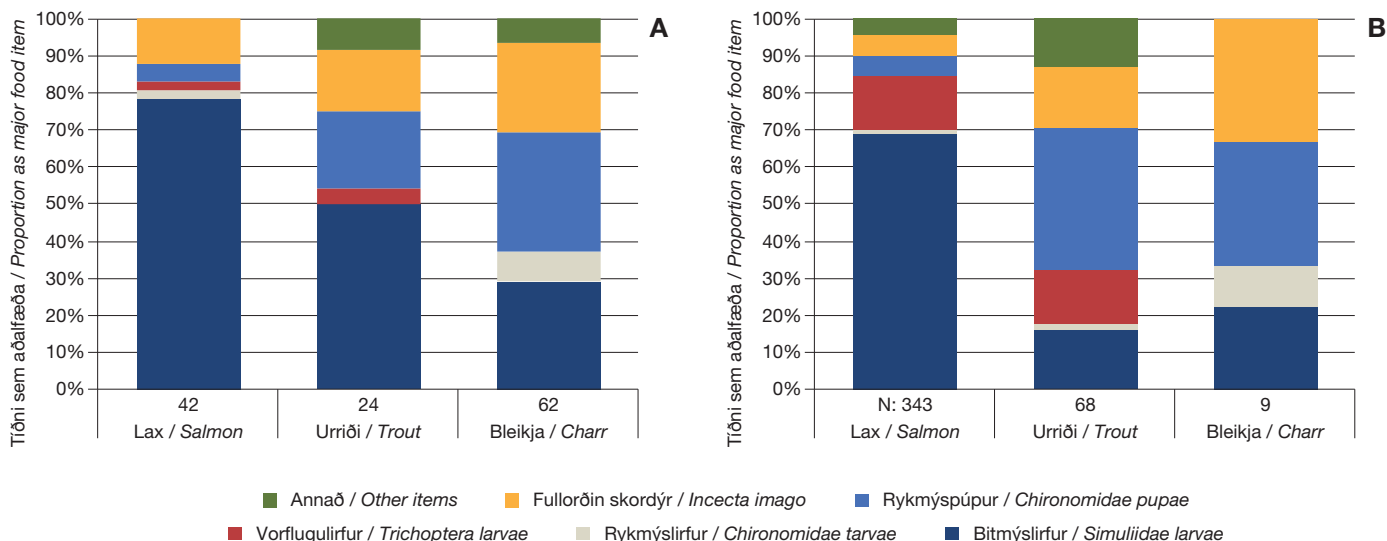 Tíðni sem aðalfæða / Proportion as major food item
100%
90%
80%
70%
60%
50%
40%
30%
20%
10%
0%
A
42
24
62
Lax / Salmon
Urriði / Trout
Bleikja / Charr
Tíðni sem aðalfæða / Proportion as major food item
100%
90%
80%
70%
60%
50%
40%
30%
20%
10%
0%
B
N: 343
68
9
Lax / Salmon
Urriði / Trout
Bleikja / Charr
Annað / Other items
Fullorðin skordýr / Incecta imago
Rykmýspúpur / Chironomidae pupae
Vorflugulirfur / Trichoptera larvae
Rykmýslirfur / Chironomidae tarvae
Bitmýslirfur / Simuliidae larvae